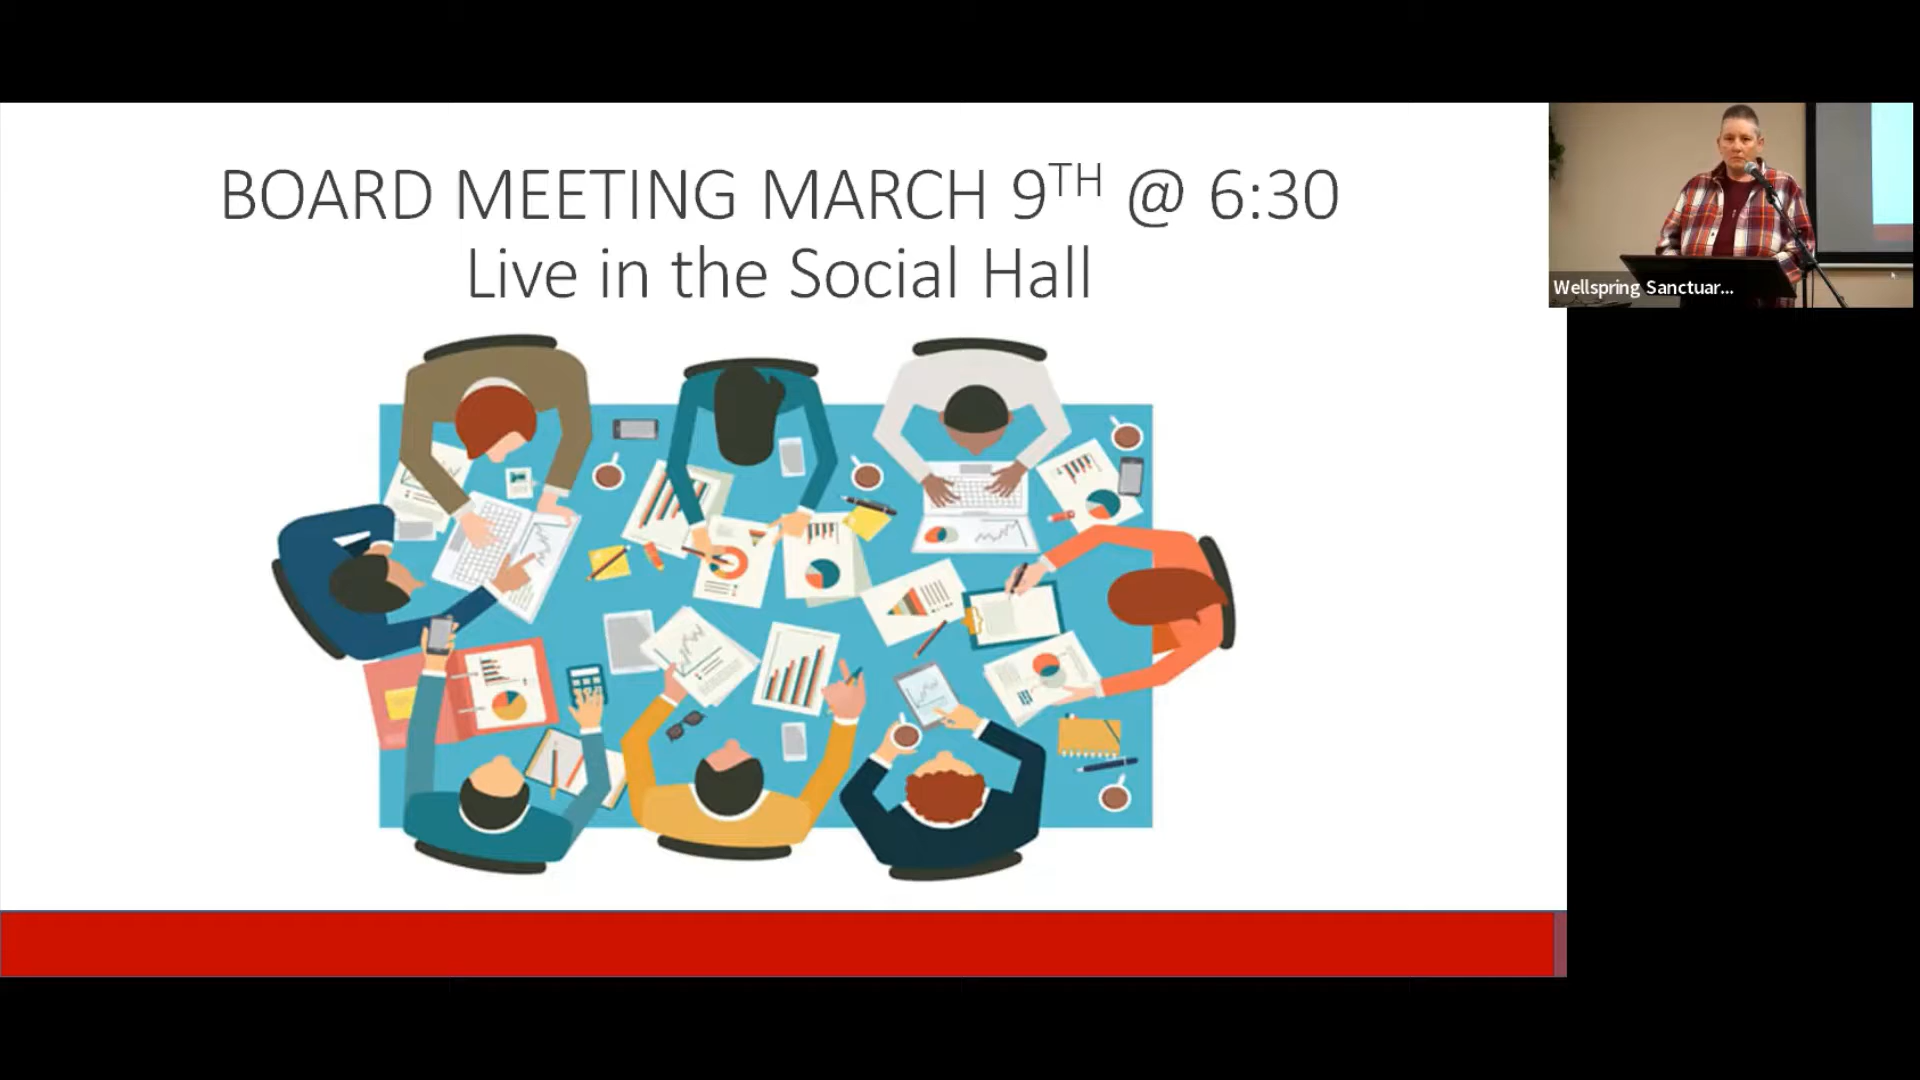 BOARD MEETING MARCH 9TH @ 6:30
Live in the Social Hall
Wellspring Sanctuar...